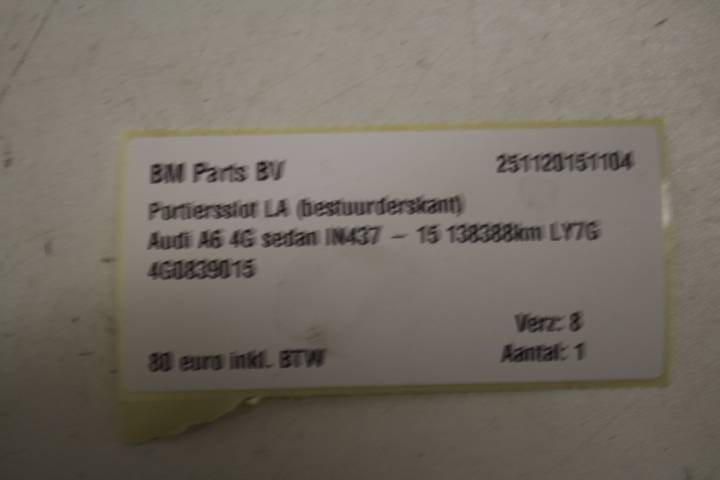 BM Parts BV 251120151104
Portiersslot LA (bestuurderskant)
Audi A6 4G sedan IN437 – 15 138388km LY7G
4G0839015
Verz: 8
80 euro inkl. BTW Aantal: 1